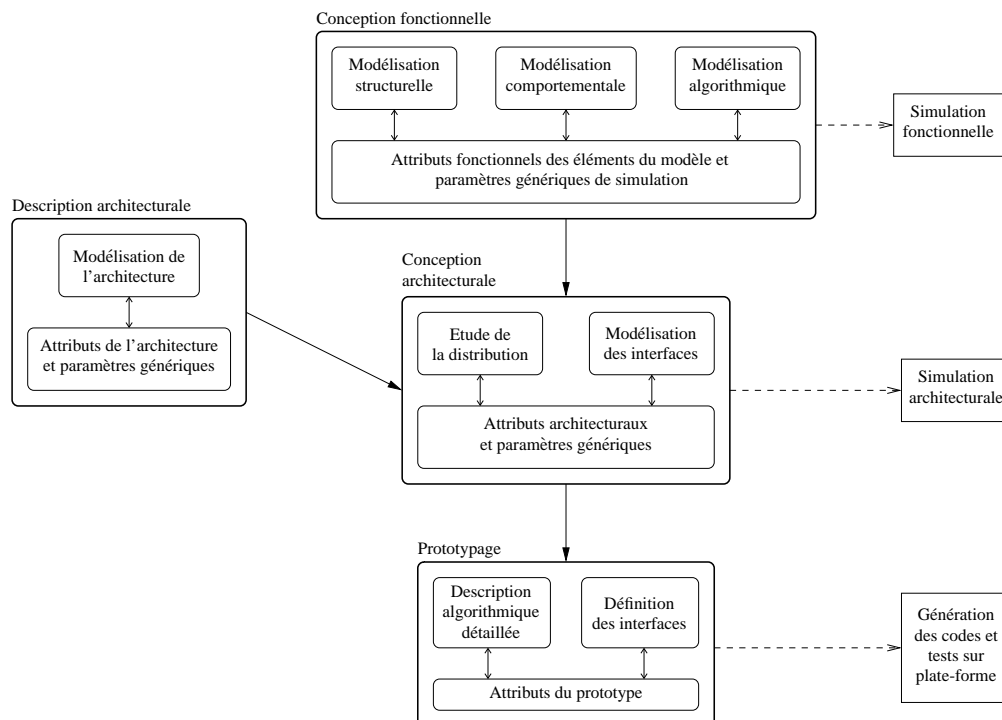 Conception fonctionnelle
Modélisation
structurelle
Modélisation
comportementale
Modélisation
algorithmique
Attributs fonctionnels des éléments du modèle et
paramètres génériques de simulation
Simulation
fonctionnelle
Description architecturale
Modélisation de
l'architecture
Attributs de l'architecture
et paramètres génériques
Conception
architecturale
Etude de
la distribution
Modélisation
des interfaces
Attributs architecturaux
et paramètres génériques
Simulation
architecturale
Prototypage
Description
algorithmique
détaillée
Définition
des interfaces
Attributs du prototype
Génération
des codes et
tests sur
plate-forme